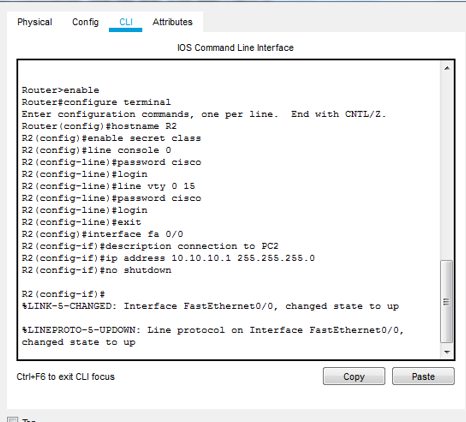 Physical Config CLI Attributes
IOS Command Line Interface
Router>enable
Router#configure terminal
Enter configuration commands, one per line.  End with CNTL/Z.
Router(config)#hostname R2
R2(config)#enable secret class
R2(config)#line console 0
R2(config-line)#password cisco
R2(config-line)#login
R2(config-line)#line vty 0 15
R2(config-line)#password cisco
R2(config-line)#login
R2(config-line)#exit
R2(config)#interface fa 0/0
R2(config-if)#description connection to PC2
R2(config-if)#ip address 10.10.10.1 255.255.255.0
R2(config-if)#no shutdown
R2(config-if)#
%LINK-5-CHANGED: Interface FastEthernet0/0, changed state to up
%LINEPROTO-5-UPDOWN: Line protocol on Interface FastEthernet0/0,
changed state to up
Ctrl+F6 to exit CLI focus Copy Paste